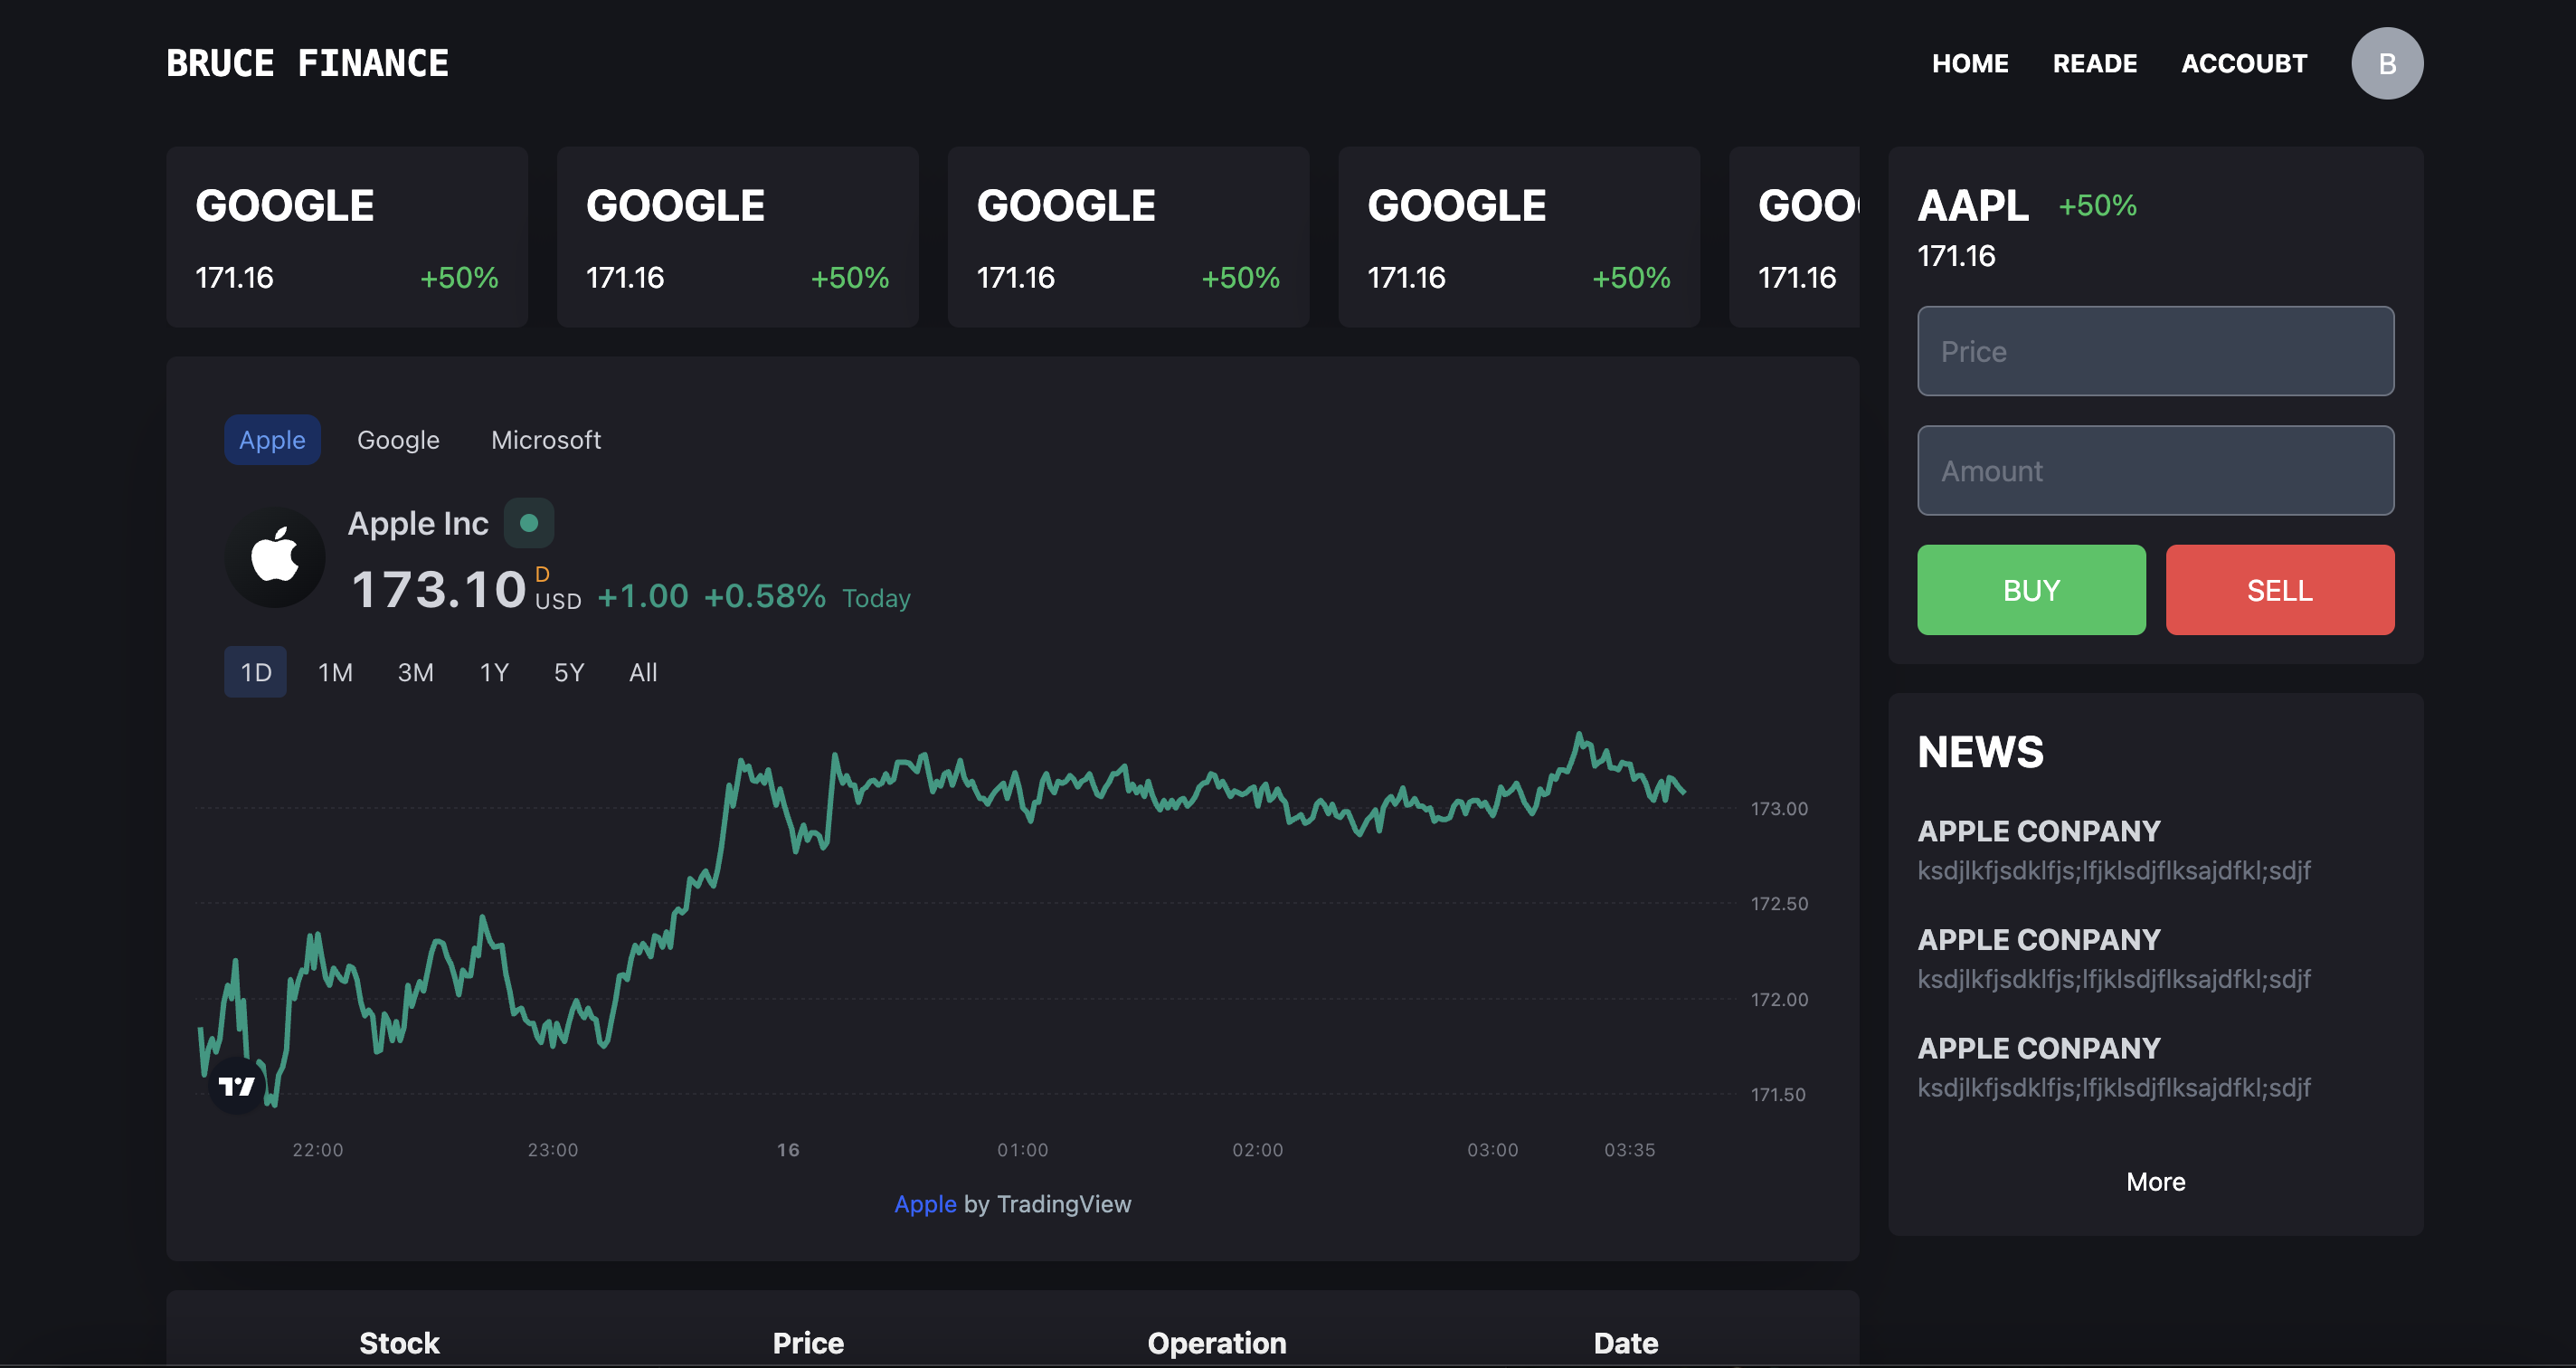 BRUCE FINANCE
HOME READE ACCOUBT B
GOOGLE
171.16 +50%
GOOGLE
171.16 +50%
GOOGLE
171.16 +50%
GOOGLE
171.16 +50%
GOO
171.16
Apple Google Microsoft
Apple Inc
173.10 D USD +1.00 +0.58% Today
1D 1M 3M 1Y 5Y All
173.00
172.50
172.00
171.50
22:00 23:00 16 01:00 02:00 03:00 03:35
Apple by TradingView
Stock Price Operation Date
AAPL +50%
171.16
Price
Amount
BUY SELL
NEWS
APPLE CONPANY
ksdjlkfjsdklfjs;lfjklsdjflksajdfkl;sdjf
APPLE CONPANY
ksdjlkfjsdklfjs;lfjklsdjflksajdfkl;sdjf
APPLE CONPANY
ksdjlkfjsdklfjs;lfjklsdjflksajdfkl;sdjf
More